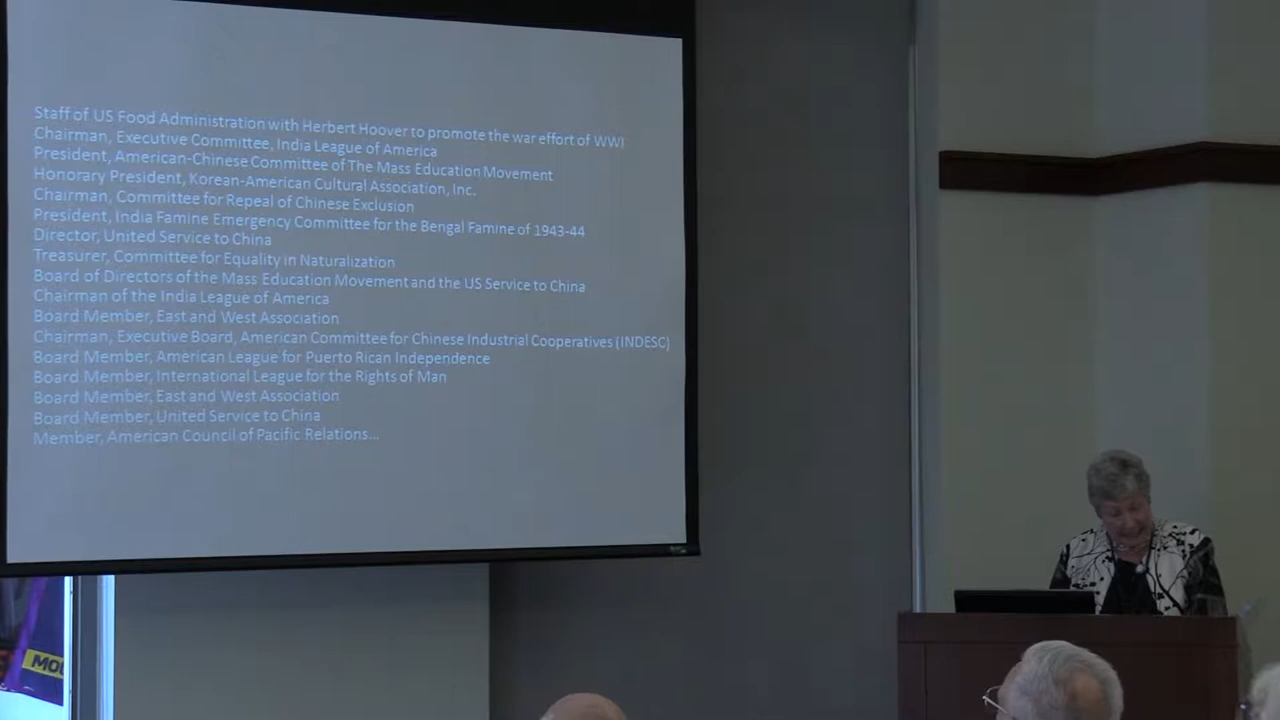 Staff of US Food Administration with Herbert Hoover to promote the war effort of WWI
Chairman, Executive Committee, India League of America
President, American-Chinese Committee of The Mass Education Movement
Honorary President, Korean-American Cultural Association, Inc.
Chairman, Committee for Repeal of Chinese Exclusion
President, India Famine Emergency Committee for the Bengal Famine of 1943-44
Director, United Service to China
Treasurer, Committee for Equality in Naturalization
Board of Directors of the Mass Education Movement and the US Service to China
Chairman of the India League of America
Board Member, East and West Association
Chairman, Executive Board, American Committee for Chinese Industrial Cooperatives (INDESC)
Board Member, American League for Puerto Rican Independence
Board Member, International League for the Rights of Man
Board Member, East and West Association
Board Member, United Service to China
Member, American Council of Pacific Relations...